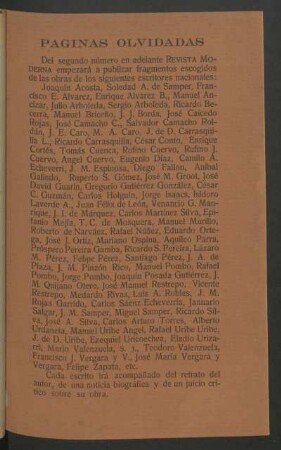 PAGINAS OLVIDADAS
Del segundo número en adelante REVISTA MO-
DERNA empezará a publicar fragmentos escogidos
de las obras de los siguientes escritores nacionales:
Joaquín Acosta, Soledad A. de Samper, Fran-
cisco E. Alvarez, Enrique Alvarez B., Manuel An-
cízar, Julio Arboleda, Sergio Arboleda, Ricardo Be-
cerra, Manuel Briceño, J. J. Borda, José Caicedo
Rojas, José Camacho C., Salvador Camacho Rol-
dán, J. E. Caro, M. A. Caro, J. de D. Carrasqui-
lla L., Ricardo Carrasquilla, César Conto, Enrique
Cortés, Tomás Cuenca, Rufino Cuervo, Rufino J.
Cuervo, Angel Cuervo, Eugenio Díaz, Camilo A.
Echeverri, J. M. Espinosa, Diego Fallon, Aníbal
Galindo, Ruperto S. Gómez, José M. Groot, José
David Guarín, Gregorio Gutiérrez González, César
C. Guzmán, Carlos Holguín, Jorge Isaacs, Isidoro
Laverde A., Juan Félix de León, Venancio G. Man-
rique, J. I. de Márquez, Carlos Martínez Silva, Epi-
fanio Mejía, T. C. de Mosquera, Manuel Murillo,
Roberto de Narváez, Rafael Núñez, Eduardo Orte-
ga, José J. Ortiz, Mariano Ospina, Aquileo Parra,
Próspero Pereira Gamba, Ricardo S. Pereira, Lázaro
M. Pérez, Felipe Pérez, Santiago Pérez, J. A. de
Plaza, J. M. Pinzón Rico, Manuel Pombo, Rafael
Pombo, Jorge Pombo, Joaquín Posada Gutiérrez, J.
M. Quijano Otero, José Manuel Restrepo, Vicente
Restrepo, Medardo Rivas, Luis A. Robles, J. M.
Rojas Garrido, Carlos Sáenz Echeverría, Januario
Salgar, J. M. Samper, Miguel Samper, Ricardo Sil-
va, José A. Silva, Carlos Arturo Torres, Alberto
Urdaneta, Manuel Uribe Angel, Rafael Uribe Uribe,
J. de D. Uribe, Ezequiel Uricoechea, Eladio Urizа-
rri, Mario Valenzuela, s. j., Teodoro Valenzuela,
Francisco J. Vergara y V., José María Vergara y
Vergara, Felipe Zapata, etc.
Cada escrito irá acompañado del retrato del
autor, de una noticia biográfica y de un juicio crí-
tico sobre su obra.